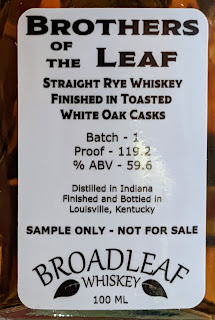 BROTHERS
OF THE LEAF
STRAIGHT RYE WHISKEY
FINISHED IN TOASTED
WHITE OAK CASKS
Batch - 1
Proof - 119.2
% ABV - 59.6
Distilled in Indiana
Finished and Bottled in
Louisville, Kentucky
SAMPLE ONLY - NOT FOR SALE
BROADLEAF
WHISKEY
100 ML